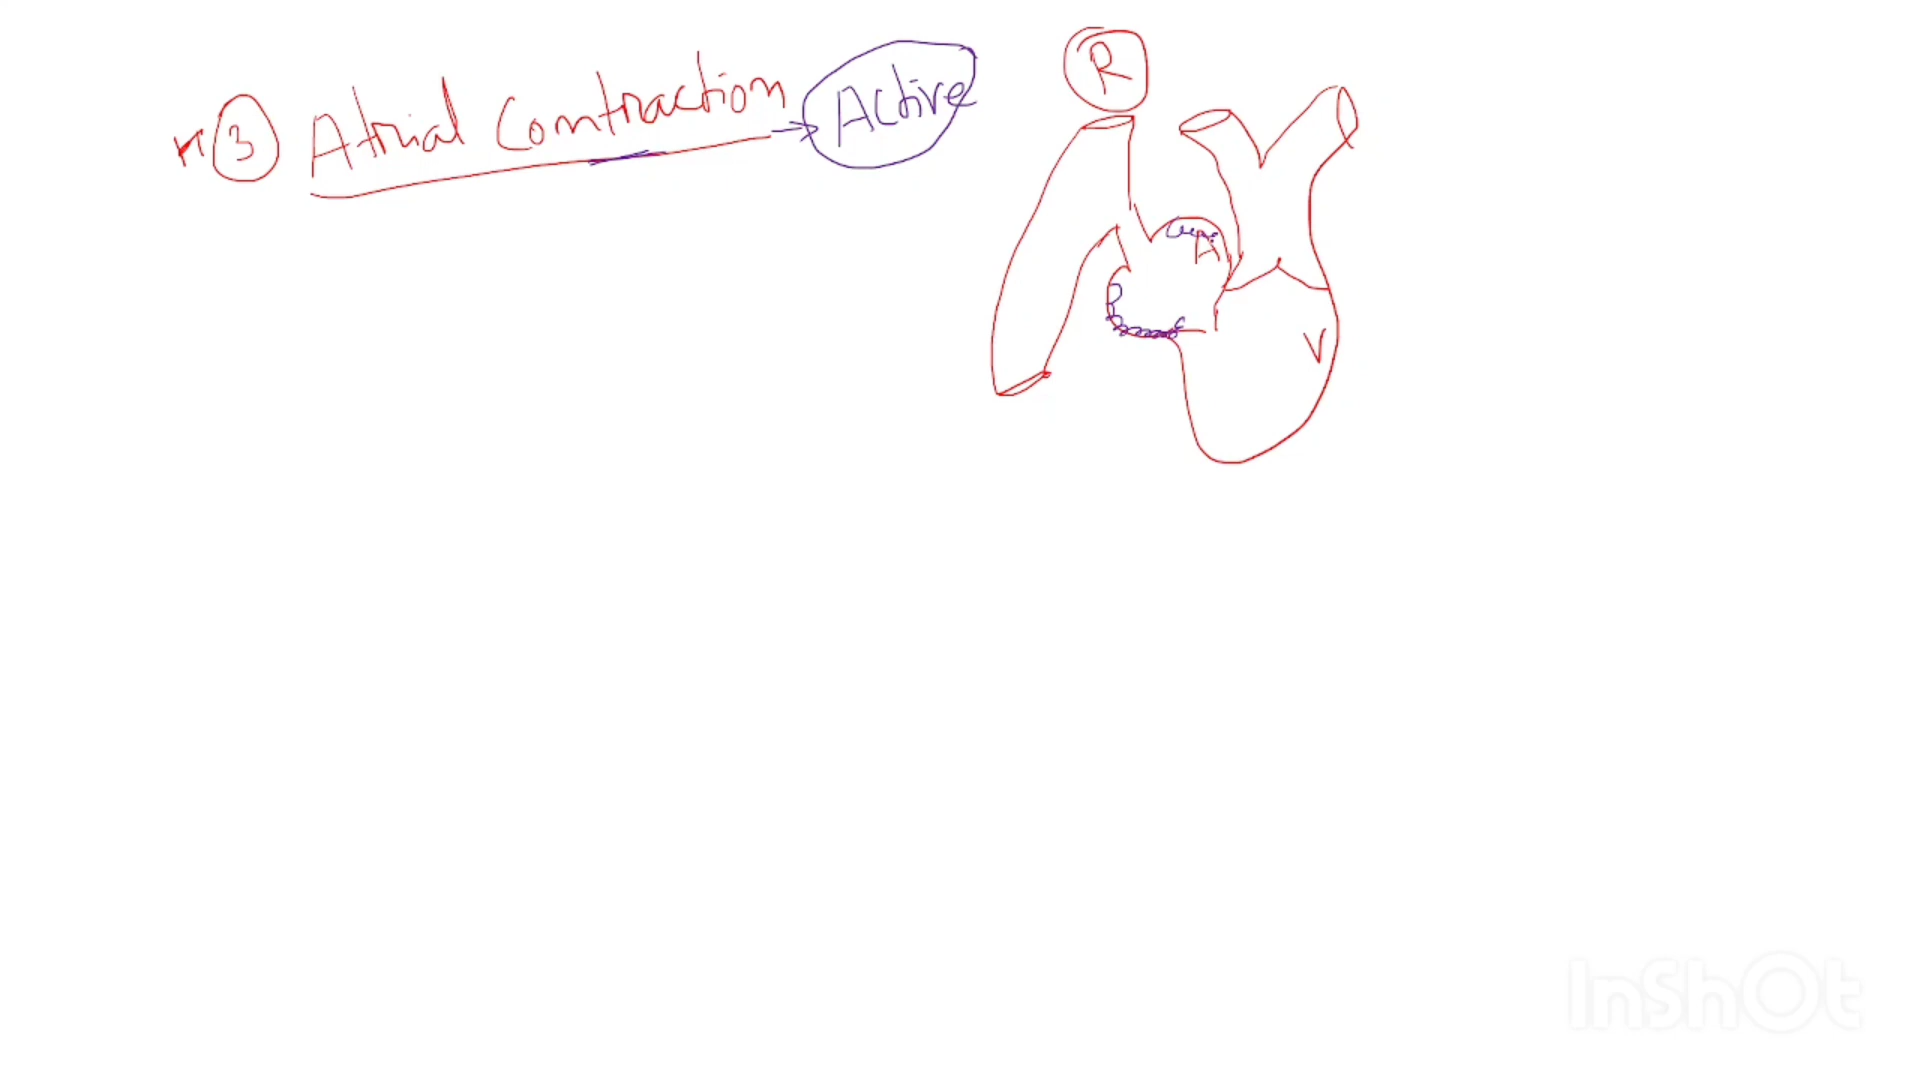 3 Atrial Contraction → Active
R
A
V
InShOt